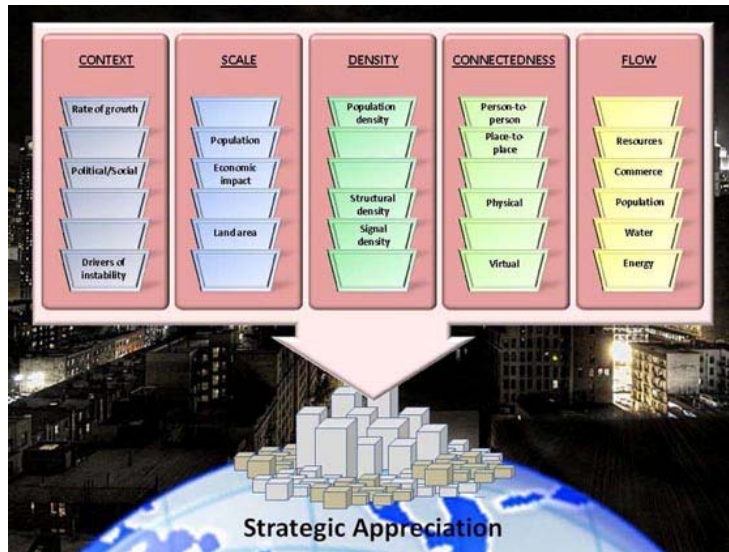 CONTEXT
Rate of growth
Political/Social
Drivers of
instability
SCALE
Population
Economic
impact
Land area
DENSITY
Population
density
Structural
density
Signal
density
CONNECTEDNESS
Person-to
person
Place-to
place
Physical
Virtual
FLOW
Resources
Commerce
Population
Water
Energy
Strategic Appreciation